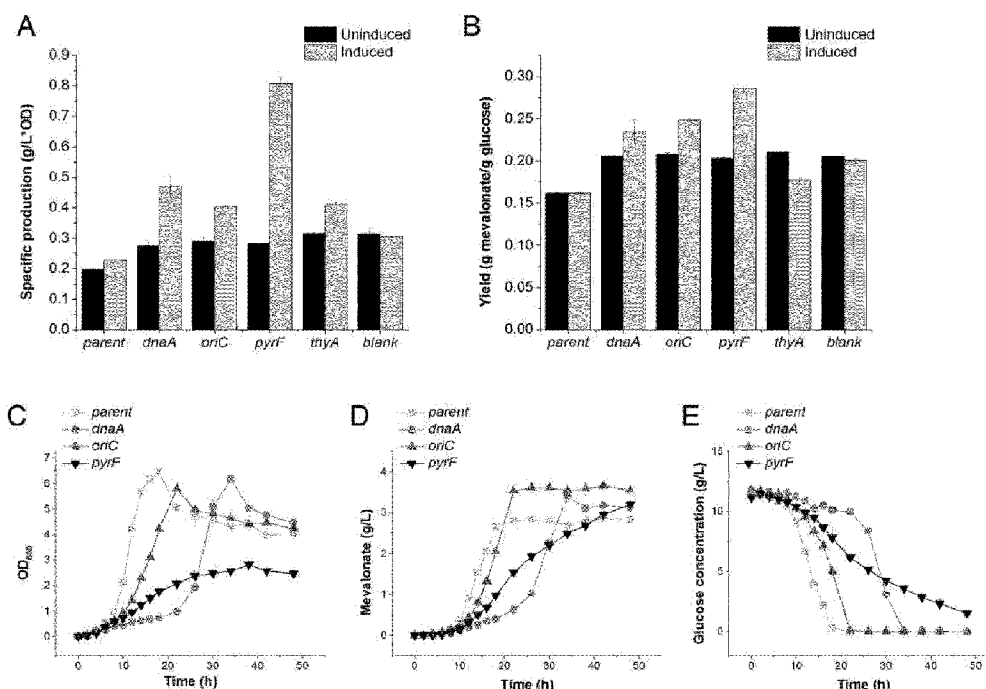 A
Uninduced
Induced
Specific production (g/L*OD)
0.9
0.8
0.7
0.6
0.5
0.4
0.3
0.2
0.1
0.0
parent dnaA oriC pyrF thyA blank
B
Uninduced
Induced
Yield (g mevalonate/g glucose)
0.30
0.25
0.20
0.15
0.10
0.05
0.00
parent dnaA oriC pyrF thyA blank
C
parent
dnaA
oriC
pyrF
OD600
7
6
5
4
3
2
1
0
0 10 20 30 40 50
Time (h)
D
parent
dnaA
oriC
pyrF
Mevalonate (g/L)
4
3
2
1
0
0 10 20 30 40 50
Time (h)
E
parent
dnaA
oriC
pyrF
Glucose concentration (g/L)
15
10
5
0
0 10 20 30 40 50
Time (h)